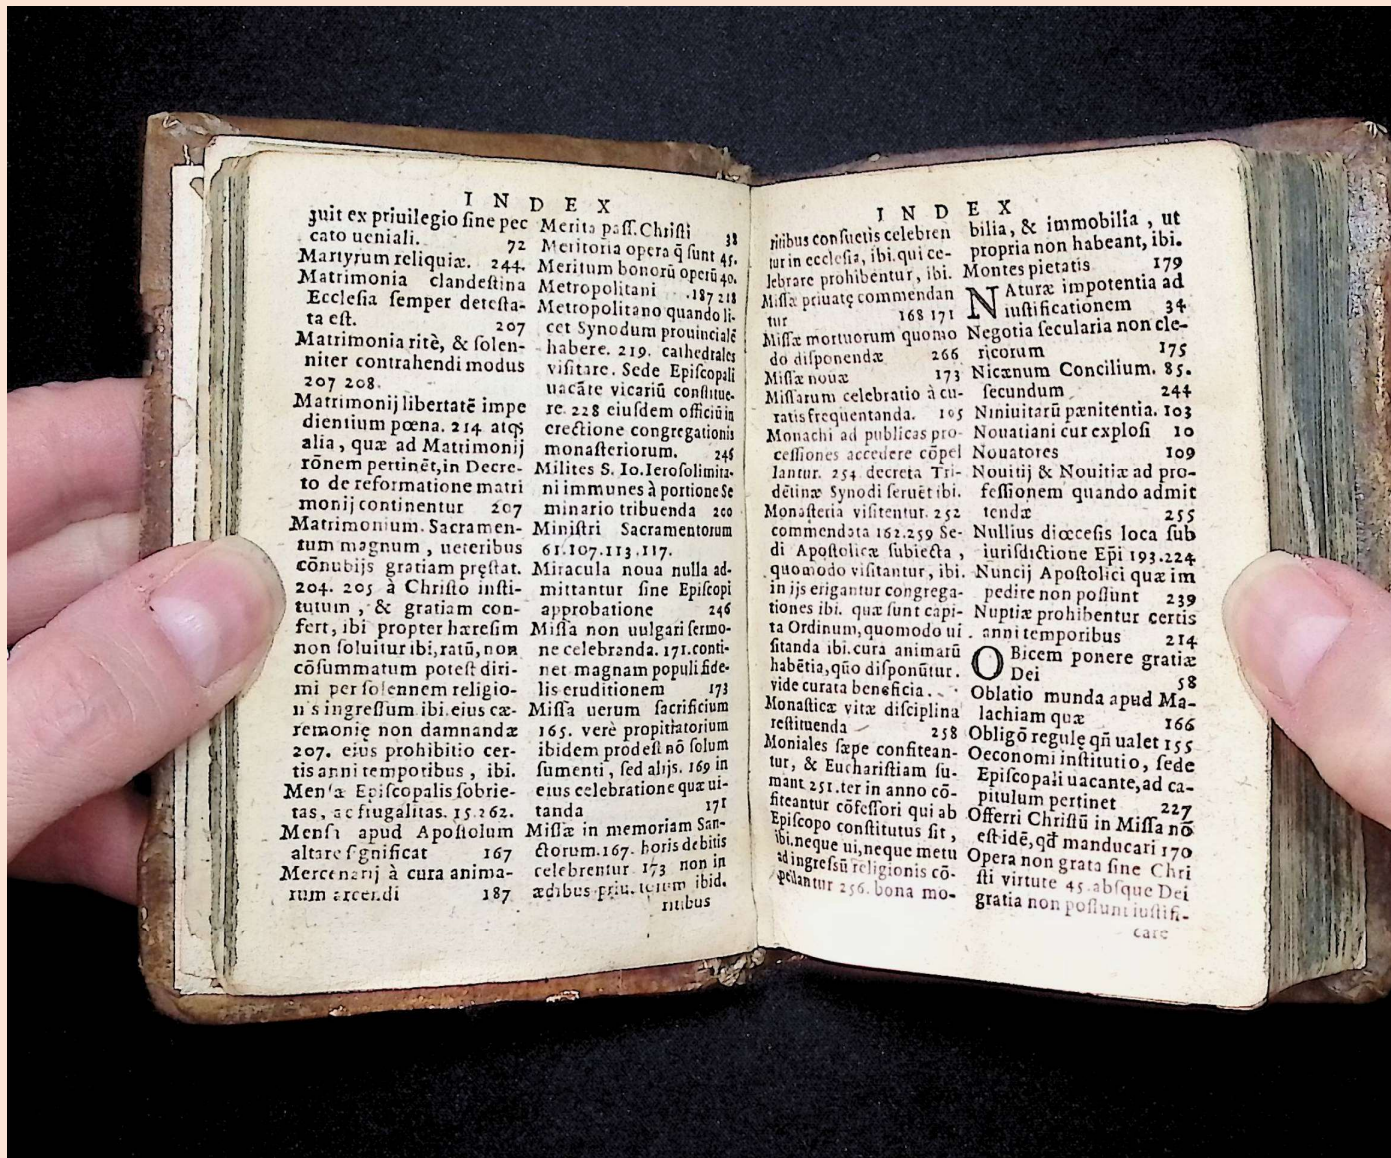 INDEX
ʒuit ex priuilegio ſine pec
cato ueniali. 72
Martyrum reliquiæ. 244.
Matrimonia clandeſtina
Eccleſia ſemper deteſta-
ta eſt. 207
Matrimonia ritè, & ſolen-
niter contrahendi modus
207 208.
Matrimonij libertatē impe
dientium pœna. 214 atqȝ
alia, quæ ad Matrimonij
rōnem pertinēt, in Decre-
to de reformatione matri
monij continentur 207
Matrimonium. Sacramen-
tum magnum, ueteribus
cōnubijs gratiam pręſtat.
204. 205 à Chriſto inſti-
tutum, & gratiam con-
fert, ibi propter hæreſim
non ſoluitur ibi, ratū, non
cōſummatum poteſt diri-
mi per ſolennem religio-
n s ingreſſum ibi. eius cæ-
remonię non damnandæ
207. eius prohibitio cer-
tis anni temporibus, ibi.
Menſæ Epiſcopalis ſobrie-
tas, ac frugalitas. 15. 262.
Menſa apud Apoſtolum
altare ſignificat 167
Mercenarij à cura anima-
rum arcendi 187
Merita paſſ. Chriſti 38
Meritoria opera q̃ ſunt 45.
Meritum bonorū operū 40.
Metropolitani .187 218
Metropolitano quando li-
cet Synodum prouincialē
habere. 219. cathedrales
viſitare. Sede Epiſcopali
uacāte vicariū conſtitue-
re. 228 eiuſdem officiū in
erectione congregationis
monaſteriorum. 246
Milites S. Io. Ieroſolimita-
ni immunes à portione Se
minario tribuenda 200
Miniſtri Sacramentorum
61.107.113.117.
Miracula noua nulla ad-
mittantur ſine Epiſcopi
approbatione 246
Miſſa non uulgari ſermo-
ne celebranda. 171. conti-
net magnam populi fide-
lis eruditionem 173
Miſſa uerum ſacrificium
165. verè propitiatorium
ibidem prodeſt nō ſolum
ſumenti, ſed alijs. 169 in
eius celebratione quæ ui-
tanda 171
Miſſæ in memoriam San-
ctorum. 167. horis debitis
celebrentur 173 non in
ædibus priu. ibid.
ritibus
INDEX
ritibus conſuetis celebren
tur in eccleſia, ibi. qui ce-
lebrare prohibentur, ibi.
Miſſæ priuatę commendan
tur 168 171
Miſſæ mortuorum quomo
do diſponendæ 266
Miſſæ nouæ 173
Miſſarum celebratio à cu-
ratis frequentanda. 105
Monachi ad publicas pro-
ceſſiones accedere cōpel
lantur. 254 decreta Tri-
dētinæ Synodi ſeruēt ibi.
Monaſteria viſitentur. 252
commendata 162.259 Se-
di Apoſtolicæ ſubiecta,
quomodo viſitantur, ibi.
in ijs erigantur congrega-
tiones ibi. quæ ſunt capi-
ta Ordinum, quomodo ui
ſitanda ibi. cura animarū
habētia, quō diſponūtur.
vide curata beneficia.
Monaſticæ vitæ diſciplina
reſtituenda 258
Moniales ſæpe confitean-
tur, & Euchariſtiam ſu-
mant 251. ter in anno cō-
fiteantur cōfeſſori qui ab
Epiſcopo conſtitutus ſit,
ibi. neque ui, neque metu
ad ingreſſū religionis cō-
pellantur 256. bona mo-
bilia, & immobilia, ut
propria non habeant, ibi.
Montes pietatis 179
NAturæ impotentia ad
iuſtificationem 34
Negotia ſecularia non cle-
ricorum 175
Nicænum Concilium. 85.
ſecundum 244
Niniuitarū pænitentia. 103
Nouatiani cur exploſi 10
Nouatores 109
Nouitij & Nouitiæ ad pro-
feſſionem quando admit
tendæ 255
Nullius diœceſis loca ſub
iuriſdictione Ep̃i 193.224
Nuncij Apoſtolici quæ im
pedire non poſſunt 239
Nuptiæ prohibentur certis
anni temporibus 214
OBicem ponere gratiæ
Dei 58
Oblatio munda apud Ma-
lachiam quæ 166
Obligō regulę qñ ualet 155
Oeconomi inſtitutio, ſede
Epiſcopali uacante, ad ca-
pitulum pertinet 227
Offerri Chriſtū in Miſſa nō
eſt idē, qđ manducari 170
Opera non grata ſine Chri
ſti virtute 45. abſque Dei
gratia non poſſunt iuſtifi-
care